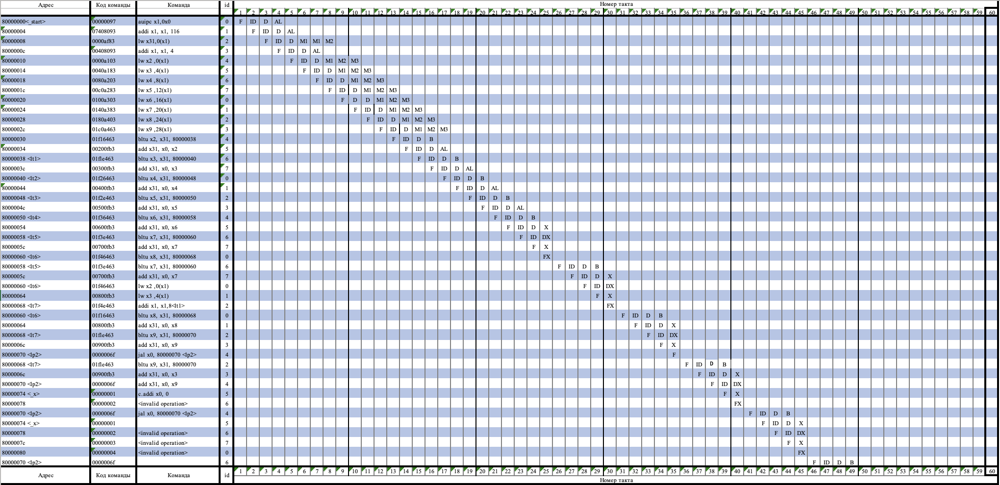 Адрес Код команды Команда id Номер такта
1 2 3 4 5 6 7 8 9 10 11 12 13 14 15 16 17 18 19 20 21 22 23 24 25 26 27 28 29 30 31 32 33 34 35 36 37 38 39 40 41 42 43 44 45 46 47 48 49 50 51 52 53 54 55 56 57 58 59 60
80000000<_start> 00000097 auipc x1,0x0 0 F ID D AL
80000004 07408093 addi x1, x1, 116 1 F ID D AL
80000008 0000af83 lw x31,0(x1) 2 F ID D M1 M1 M2
8000000c 00408093 addi x1, x1, 4 3 F ID D AL
80000010 0000a103 lw x2 ,0(x1) 4 F ID D M1 M2 M3
80000014 0040a183 lw x3 ,4(x1) 5 F ID D M1 M2 M3
80000018 0080a203 lw x4 ,8(x1) 6 F ID D M1 M2 M3
8000001c 00c0a283 lw x5 ,12(x1) 7 F ID D M1 M2 M3
80000020 0100a303 lw x6 ,16(x1) 0 F D D M1 M2 M3
80000024 0140a383 lw x7 ,20(x1) 1 F ID D M1 M2 M3
80000028 0180a403 lw x8 ,24(x1) 2 F ID D M1 M2 M3
8000002c 01c0a463 lw x9 ,28(x1) 3 F ID D M1 M2 M3
80000030 01f16463 bltu x2, x31, 80000038 4 F ID D B
80000034 00200fb3 add x31, x0, x2 5 F ID D AL
80000038 <lt1> 01f1e463 bltu x3, x31, 80000040 6 F ID D B
8000003c 00300fb3 add x31, x0, x3 7 F ID D AL
80000040 <lt2> 01f26463 bltu x4, x31, 80000048 0 F ID D B
80000044 00400fb3 add x31, x0, x4 1 F ID D AL
80000048 <lt3> 01f2e463 bltu x5, x31, 80000050 2 F ID D B
8000004c 00500fb3 add x31, x0, x5 3 F ID D AL
80000050 <lt4> 01f36463 bltu x6, x31, 80000058 4 F ID D B
80000054 00600fb3 add x31, x0, x6 5 F ID D X
80000058 <lt5> 01f3e463 bltu x7, x31, 80000060 6 F ID DX
8000005c 00700fb3 add x31, x0, x7 7 F X
80000060 <lt6> 01f46463 bltu x8, x31, 80000068 0 FX
80000058 <lt5> 01f3e463 bltu x7, x31, 80000060 6 F ID D B
8000005c 00700fb3 add x31, x0, x7 7 F ID D X
80000060 <lt6> 01f46463 lw x2 ,0(x1) 0 F ID DX
80000064 00800fb3 lw x3 ,4(x1) 1 F X
80000068 <lt7> 01f4e463 addi x1, x1,8<lt1> 2 FX
80000060 <lt6> 01f16463 bltu x8, x31, 80000068 0 F ID D B
80000064 00800fb3 add x31, x0, x8 1 F ID D X
80000068 <lt7> 01f1e463 bltu x9, x31, 80000070 2 F ID DX
8000006c 00900fb3 add x31, x0, x9 3 F X
80000070 <lp2> 0000006f jal x0, 80000070 <lp2> 4 F
80000068 <lt7> 01f1e463 bltu x9, x31, 80000070 2 F ID D B
8000006c 00900fb3 add x31, x0, x3 3 F ID D X
80000070 <lp2> 0000006f add x31, x0, x9 4 F ID DX
80000074 <_x> 00000001 c.addi x0, 0 5 F X
80000078 00000002 <invalid operation> 6 FX
80000070 <lp2> 0000006f jal x0, 80000070 <lp2> 4 F ID D B
80000074 <_x> 00000001 5 F ID D X
80000078 00000002 <invalid operation> 6 F ID DX
8000007c 00000003 <invalid operation> 7 F X
80000080 00000004 <invalid operation> 0 FX
80000070 <lp2> 0000006f 6 F ID D B
Адрес Код команды Команда id 1 2 3 4 5 6 7 8 9 10 11 12 13 14 15 16 17 18 19 20 21 22 23 24 25 26 27 28 29 30 31 32 33 34 35 36 37 38 39 40 41 42 43 44 45 46 47 48 49 50 51 52 53 54 55 56 57 58 59 60
Номер такта